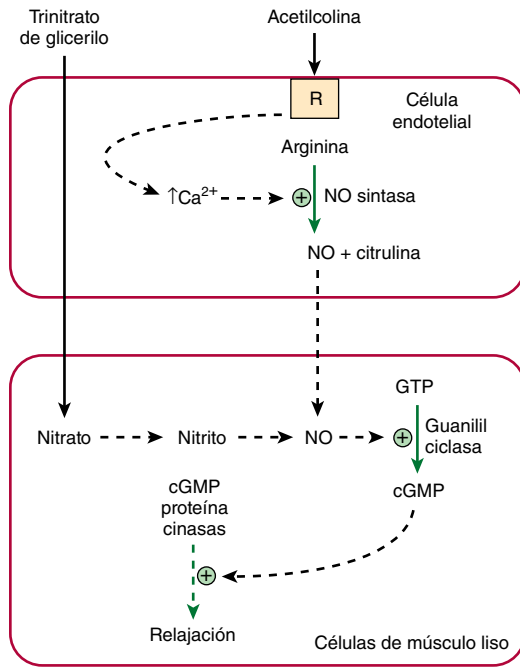 Trinitrato
de glicerilo
Acetilcolina
R
Célula
endotelial
Arginina
↑Ca²⁺
+
NO sintasa
NO + citrulina
GTP
Nitrato
Nitrito
NO
+
Guanilil
ciclasa
cGMP
cGMP
proteína
cinasas
+
Relajación
Células de músculo liso